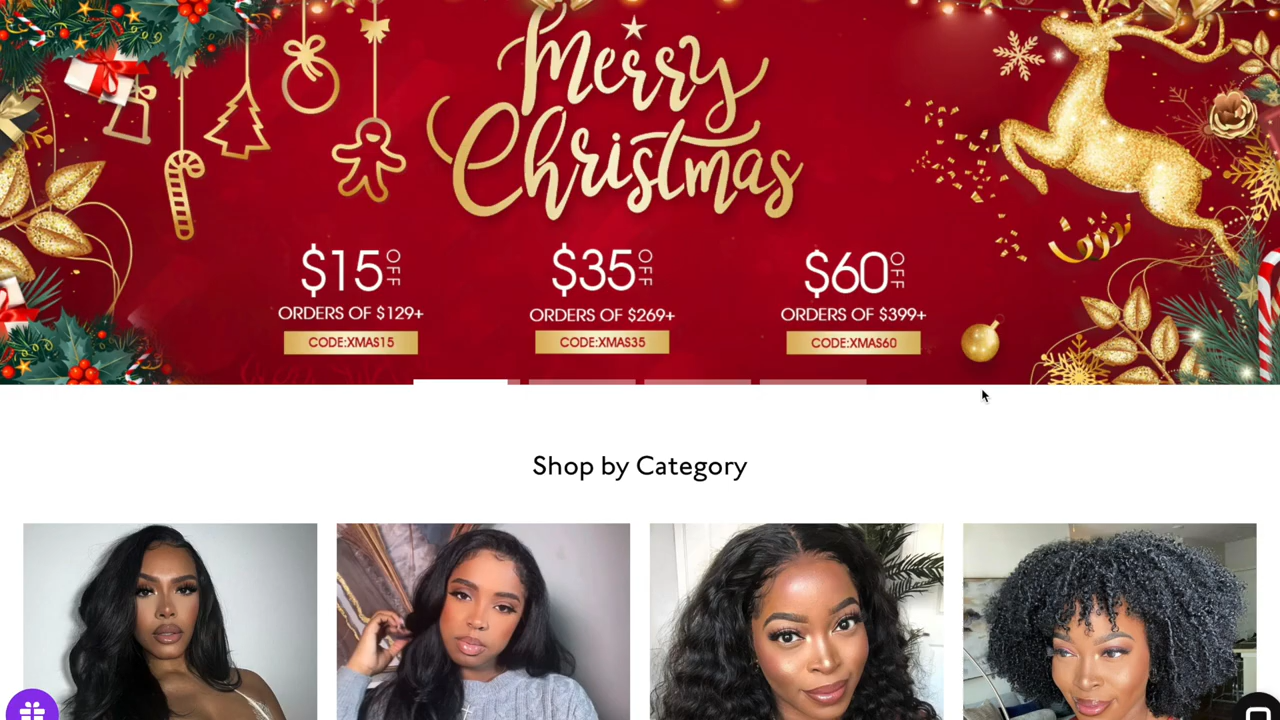 Merry
Christmas
$15 OFF
ORDERS OF $129+
CODE:XMAS15
$35 OFF
ORDERS OF $269+
CODE:XMAS35
$60 OFF
ORDERS OF $399+
CODE:XMAS60
Shop by Category